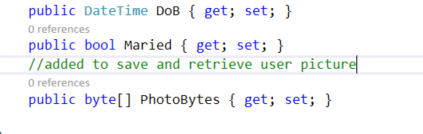 public DateTime DoB { get; set; }
0 references
public bool Maried { get; set; }
//added to save and retrieve user picture
0 references
public byte[] PhotoBytes { get; set; }